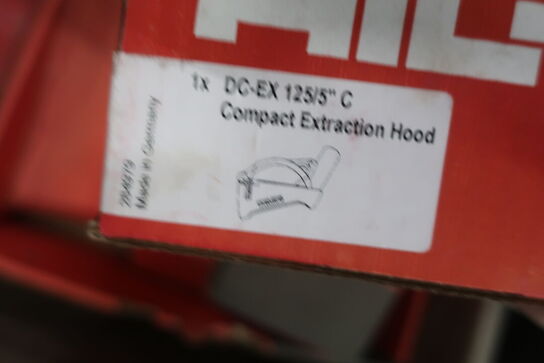 1x DC-EX 125/5" C
Compact Extraction Hood
Made in Germany